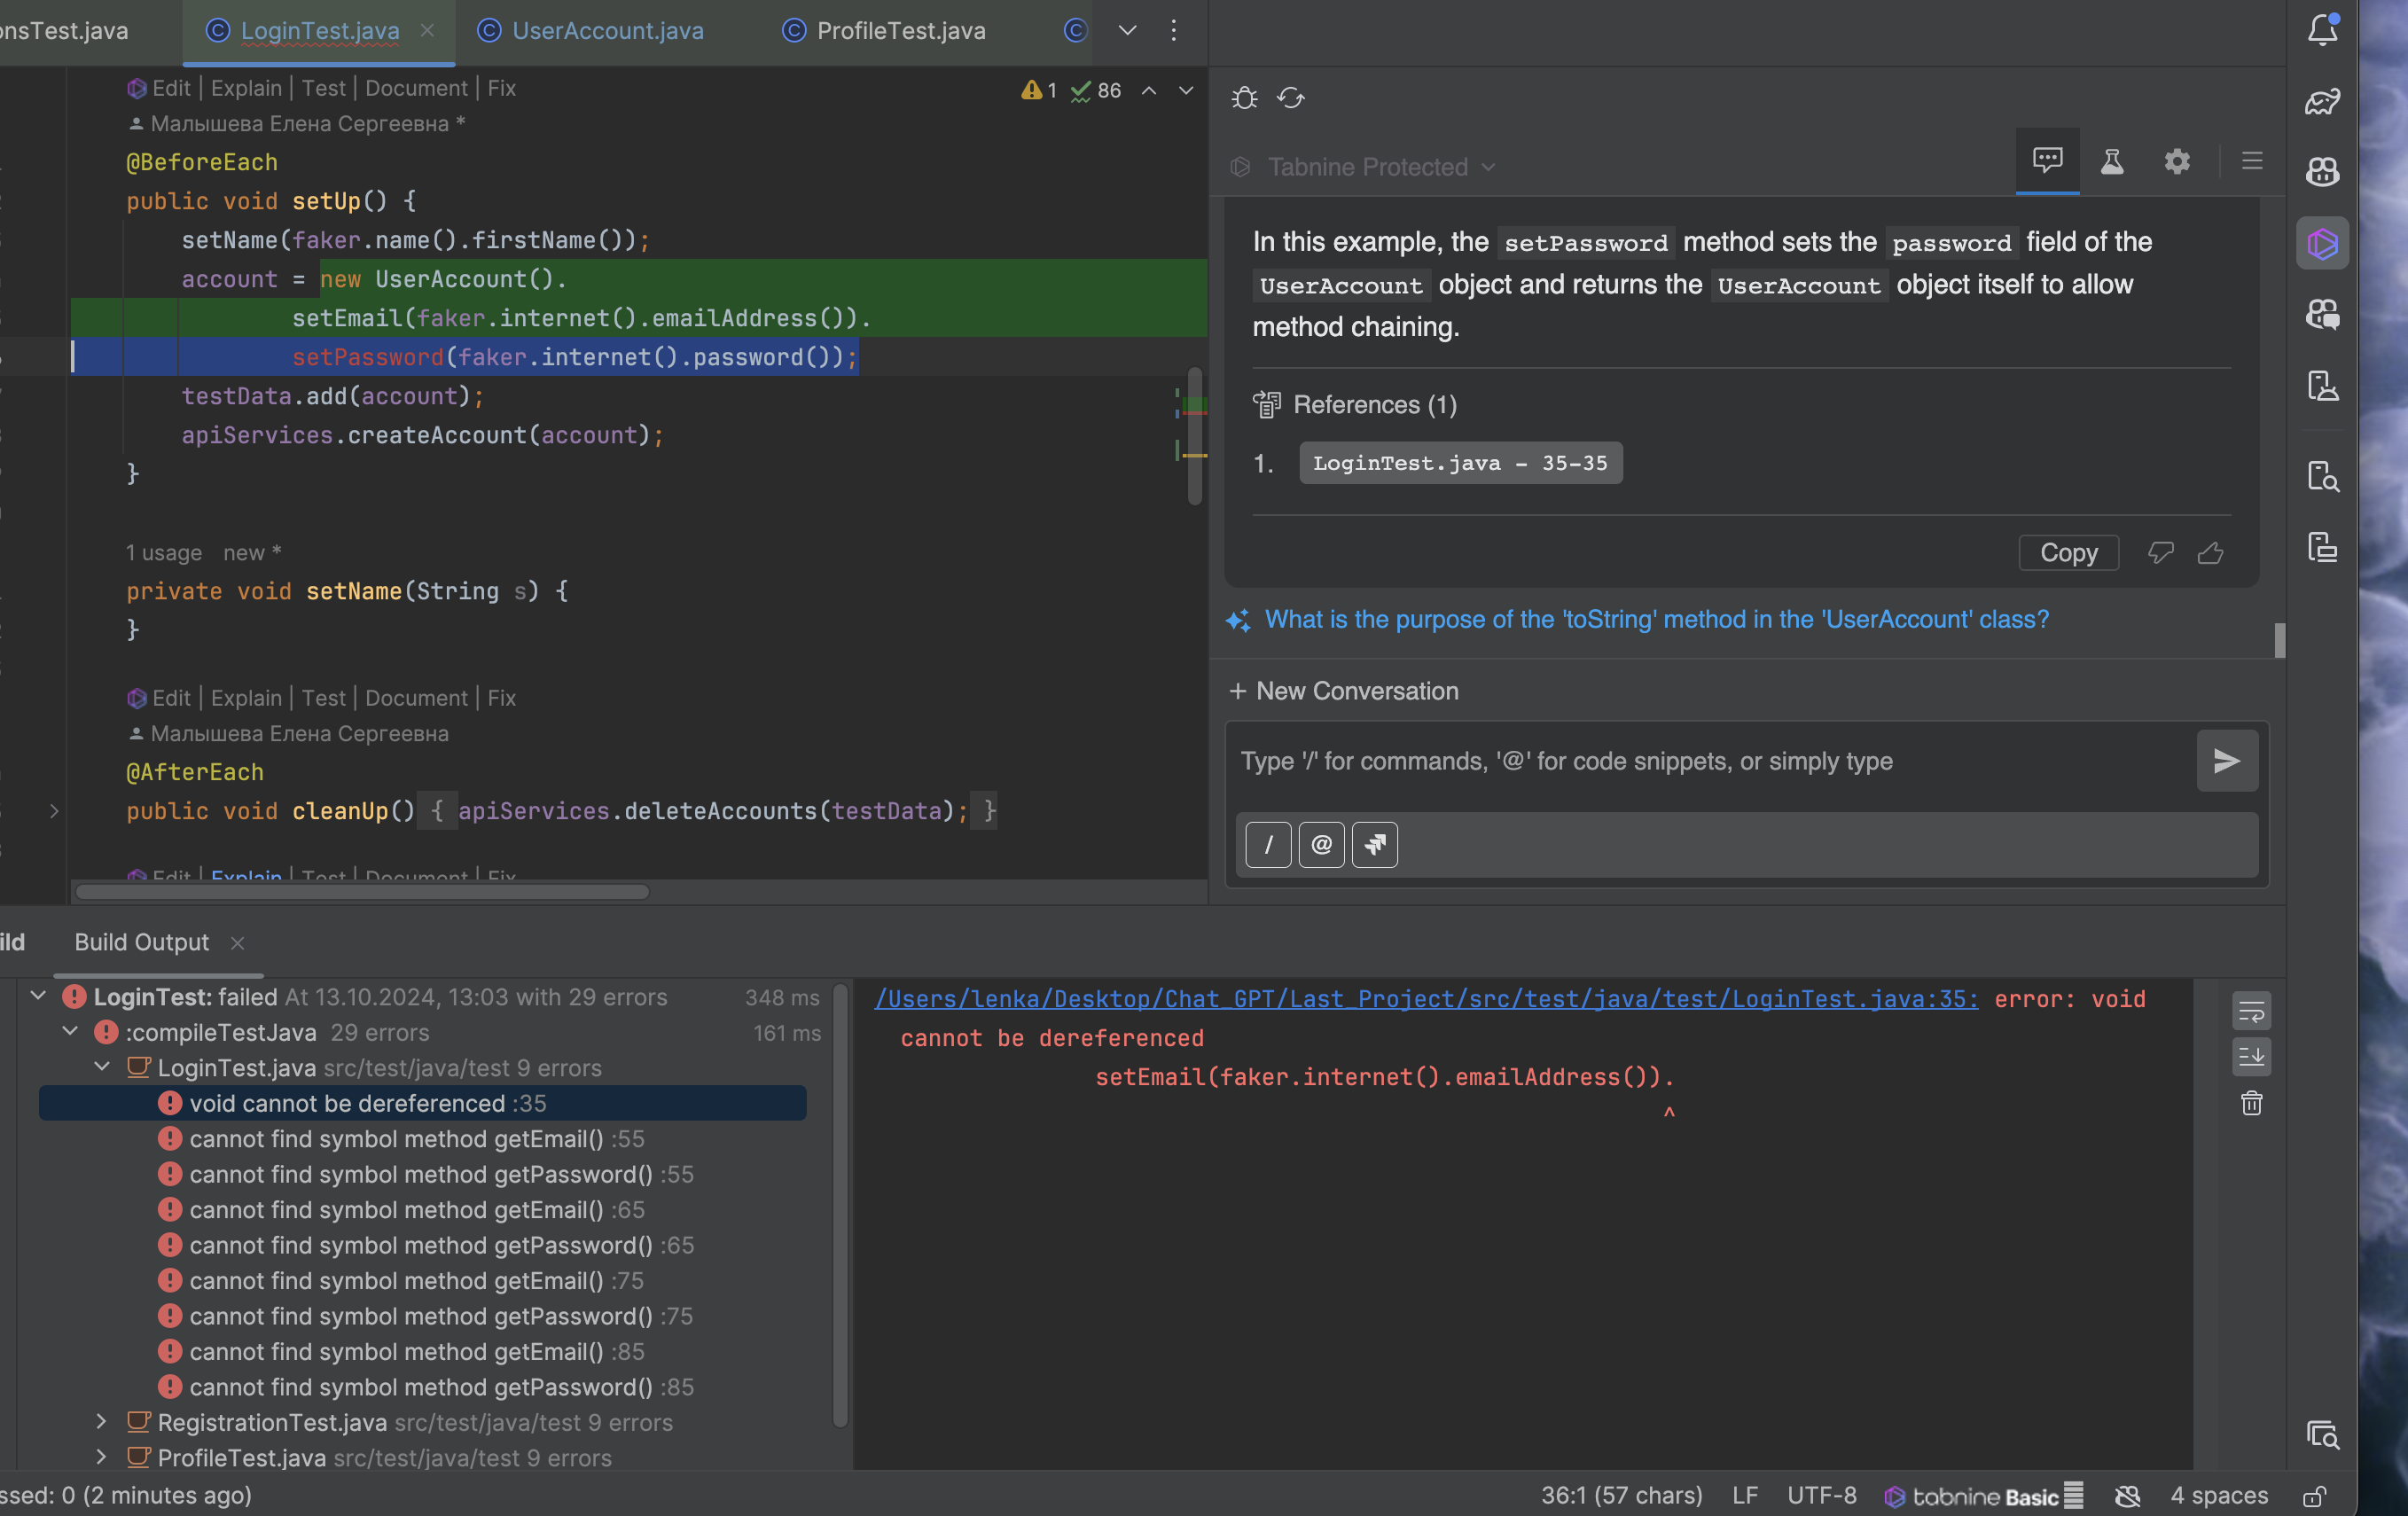 onsTest.java
LoginTest.java
UserAccount.java
ProfileTest.java
Edit | Explain | Test | Document | Fix
1 86
Малышева Елена Сергеевна *
@BeforeEach
public void setUp() {
setName(faker.name().firstName());
account = new UserAccount().
setEmail(faker.internet().emailAddress()).
setPassword(faker.internet().password());
testData.add(account);
apiServices.createAccount(account);
}
1 usage new *
private void setName(String s) {
}
Edit | Explain | Test | Document | Fix
Малышева Елена Сергеевна
@AfterEach
public void cleanUp() { apiServices.deleteAccounts(testData); }
Edit | Explain | Test | Document | Fix
Tabnine Protected
In this example, the setPassword method sets the password field of the
UserAccount object and returns the UserAccount object itself to allow
method chaining.
References (1)
1. LoginTest.java - 35-35
Copy
What is the purpose of the 'toString' method in the 'UserAccount' class?
+ New Conversation
Type '/' for commands, '@' for code snippets, or simply type
/ @
ild
Build Output
LoginTest: failed At 13.10.2024, 13:03 with 29 errors 348 ms
:compileTestJava 29 errors 161 ms
LoginTest.java src/test/java/test 9 errors
void cannot be dereferenced :35
cannot find symbol method getEmail() :55
cannot find symbol method getPassword() :55
cannot find symbol method getEmail() :65
cannot find symbol method getPassword() :65
cannot find symbol method getEmail() :75
cannot find symbol method getPassword() :75
cannot find symbol method getEmail() :85
cannot find symbol method getPassword() :85
RegistrationTest.java src/test/java/test 9 errors
ProfileTest.java src/test/java/test 9 errors
/Users/lenka/Desktop/Chat_GPT/Last_Project/src/test/java/test/LoginTest.java:35: error: void
cannot be dereferenced
setEmail(faker.internet().emailAddress()).
^
ssed: 0 (2 minutes ago)
36:1 (57 chars) LF UTF-8 tabnine Basic 4 spaces